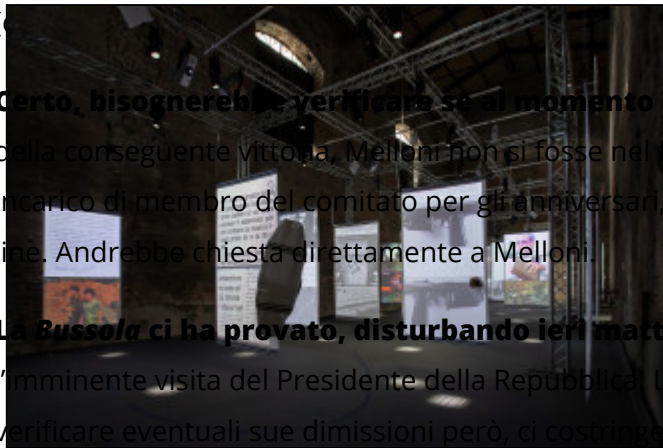 Certo, bisognerebbe verificare se al momento
della conseguente vittoria, Melloni non si fosse nel
ncarico di membro del comitato per gli anniversari.
ine. Andrebbe chiesta direttamente a Melloni.
La Bussola ci ha provato, disturbando ieri matt
l'imminente visita del Presidente della Repubblica.
verificare eventuali sue dimissioni però, ci costringe